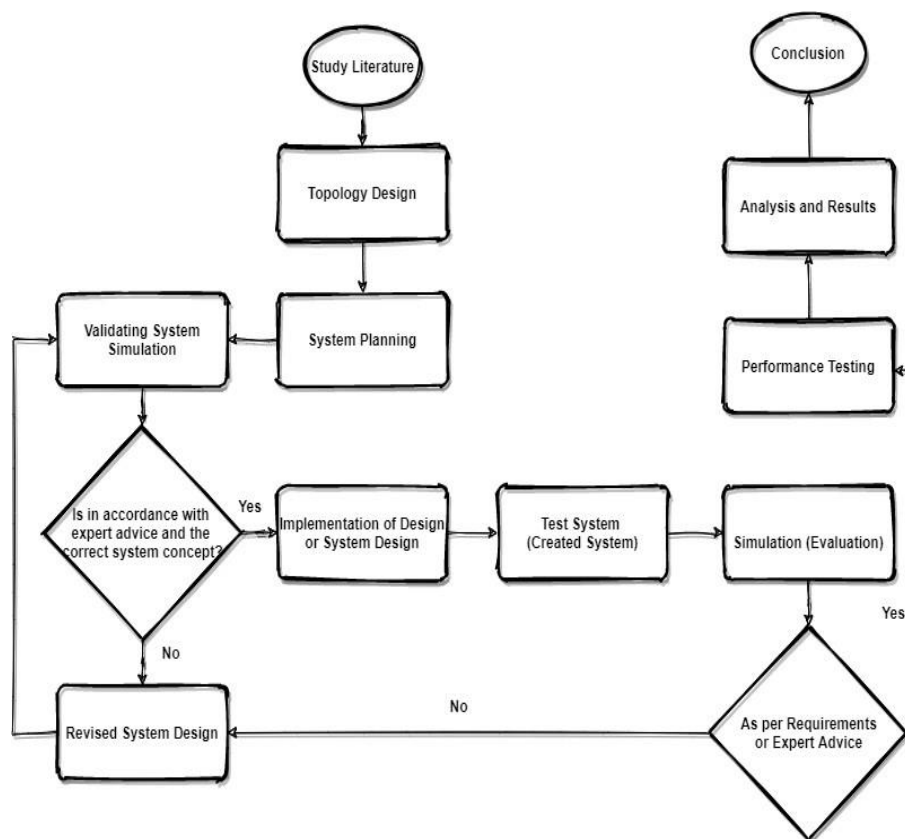 Study Literature
Conclusion
Topology Design
Analysis and Results
Validating System
Simulation
System Planning
Performance Testing
Is in accordance with
expert advice and the
correct system concept?
Yes
Implementation of Design
or System Design
Test System
(Created System)
Simulation (Evaluation)
Yes
No
Revised System Design
No
As per Requirements
or Expert Advice